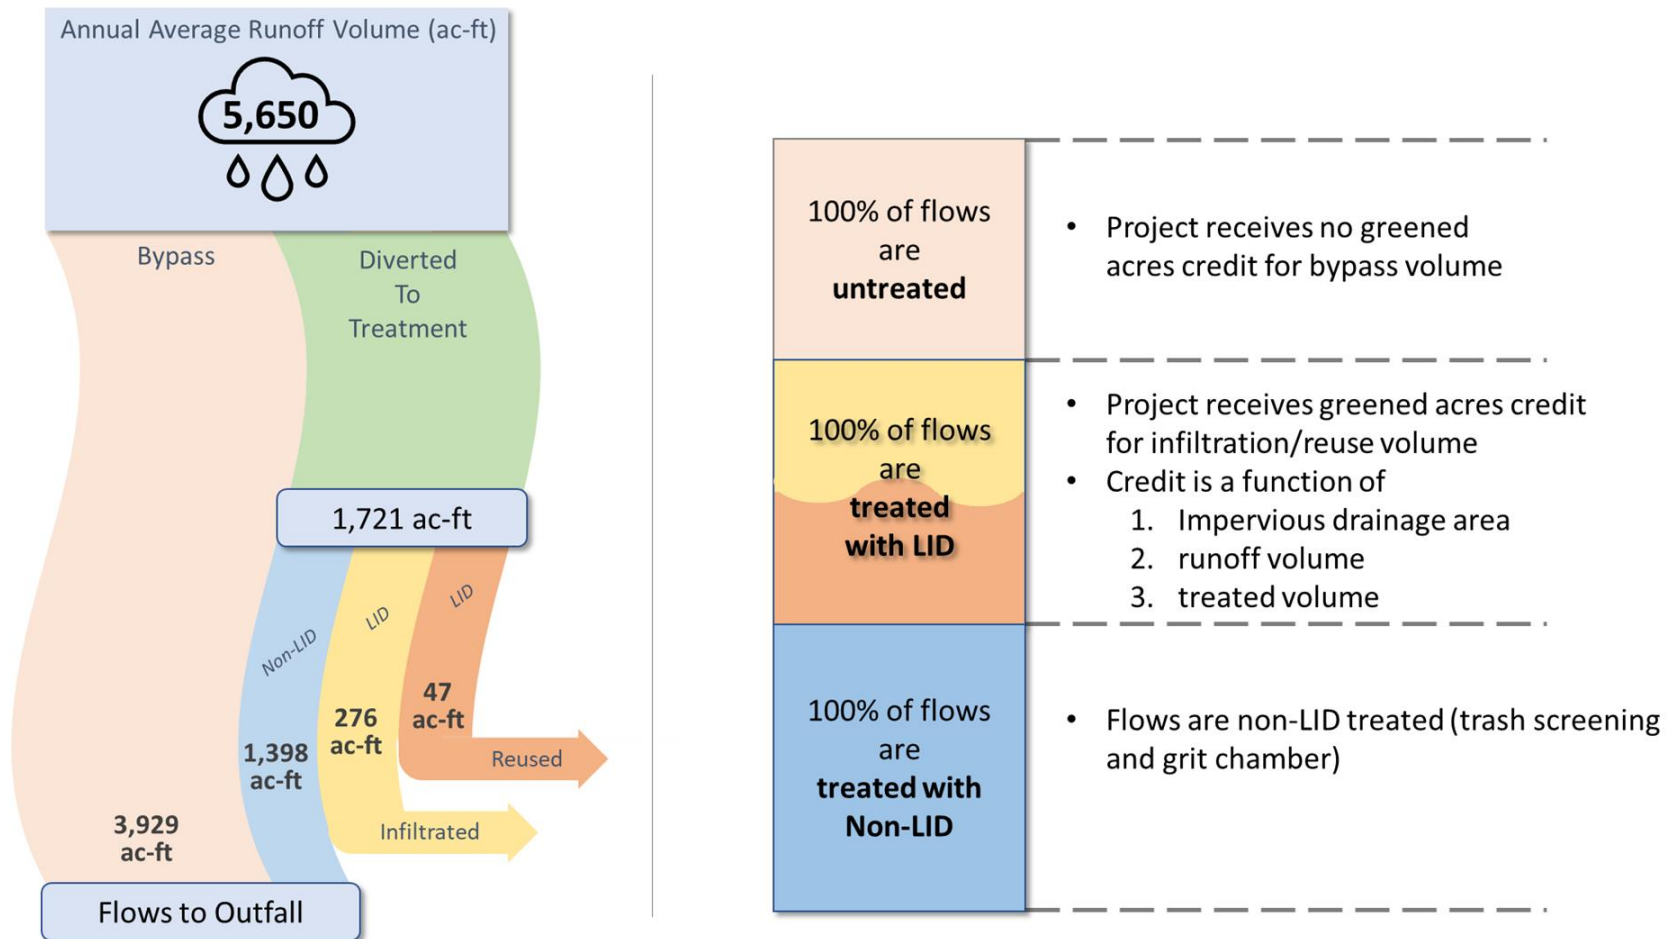 Annual Average Runoff Volume (ac-ft)
5,650
Bypass
Diverted
To
Treatment
1,721 ac-ft
Non-LID
LID
LID
47
ac-ft
276
ac-ft
1,398
ac-ft
Reused
Infiltrated
3,929
ac-ft
Flows to Outfall
100% of flows
are
untreated
• Project receives no greened
acres credit for bypass volume
100% of flows
are
treated
with LID
• Project receives greened acres credit
for infiltration/reuse volume
• Credit is a function of
1. Impervious drainage area
2. runoff volume
3. treated volume
100% of flows
are
treated with
Non-LID
• Flows are non-LID treated (trash screening
and grit chamber)